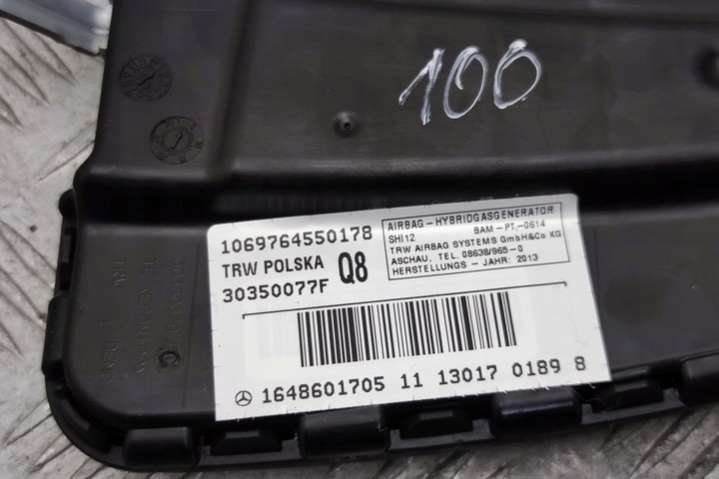 100
1069764550178
TRW POLSKA Q8
30350077F
AIRBAG - HYBRIDGASGENERATOR
SHI12 BAM-PT.-0614
TRW AIRBAG SYSTEMS GmbH&Co KG
ASCHAU, TEL. 08638/965-0
HERSTELLUNGS - JAHR: 2013
1648601705 11 13017 0189 8